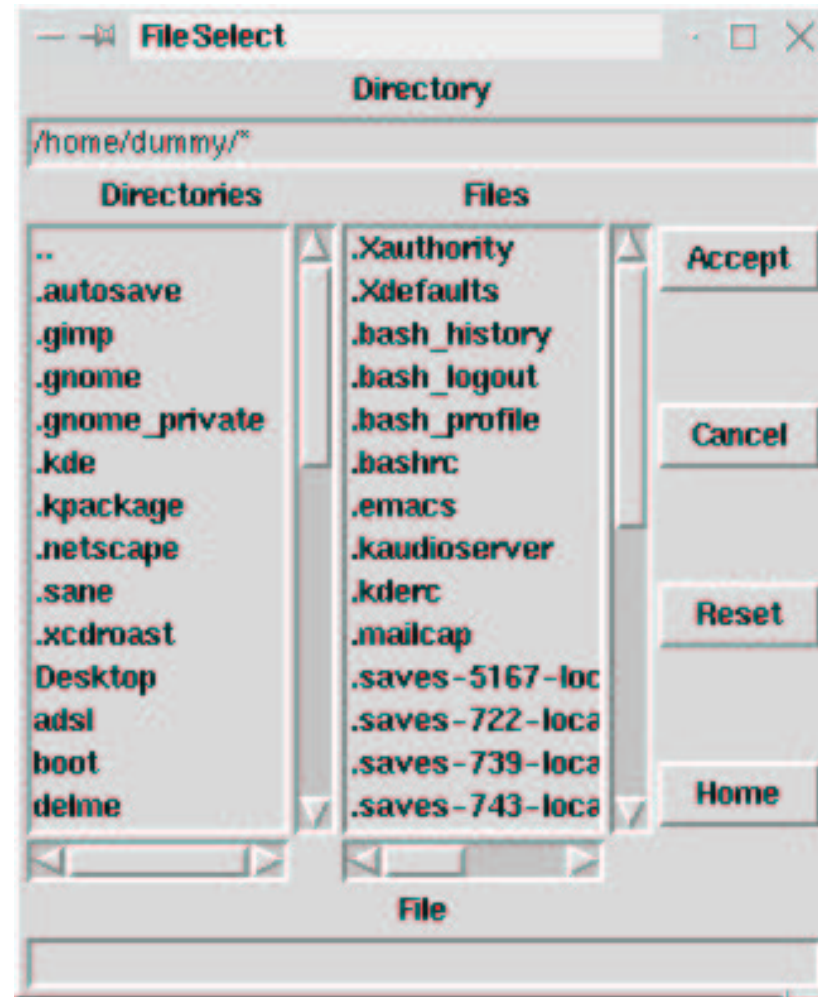 FileSelect
Directory
/home/dummy/*
Directories
..
.autosave
.gimp
.gnome
.gnome_private
.kde
.kpackage
.netscape
.sane
.xcdroast
Desktop
adsl
boot
delme
Files
.Xauthority
.Xdefaults
.bash_history
.bash_logout
.bash_profile
.bashrc
.emacs
.kaudioserver
.kderc
.mailcap
.saves-5167-loc
.saves-722-loca
.saves-739-loca
.saves-743-loca
Accept
Cancel
Reset
Home
File